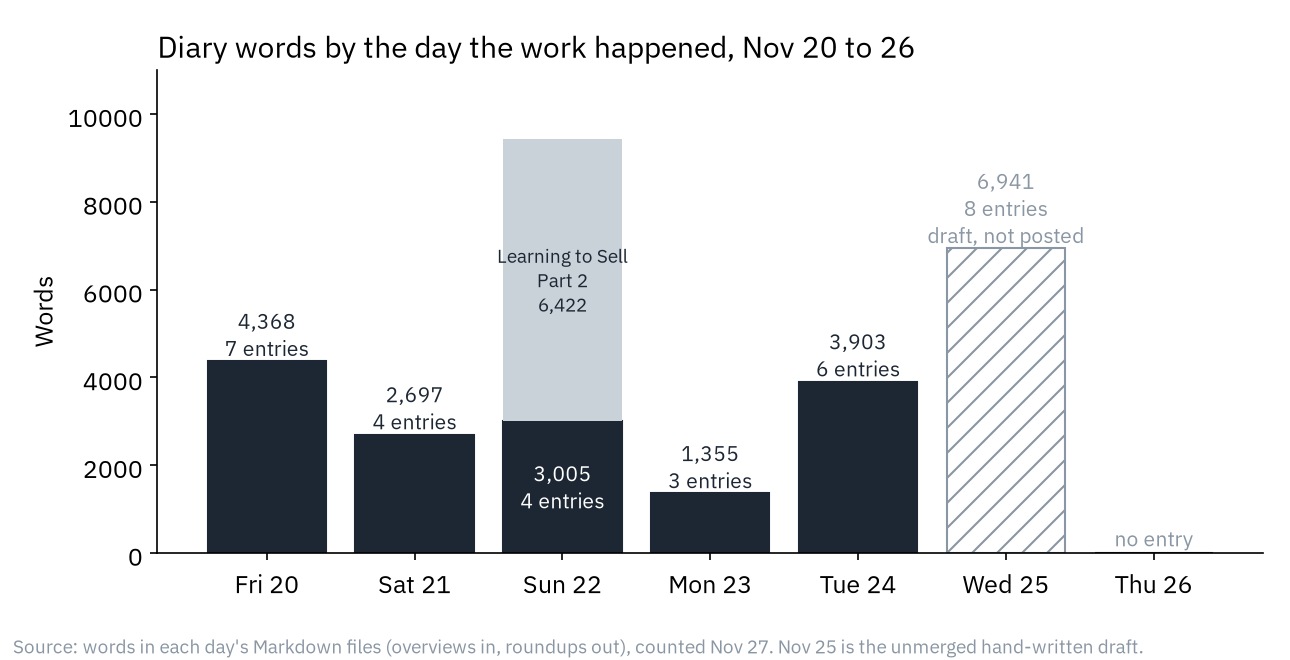 Diary words by the day the work happened, Nov 20 to 26
Words
10000
8000
6000
4000
2000
0
4,368
7 entries
2,697
4 entries
Learning to Sell
Part 2
6,422
3,005
4 entries
1,355
3 entries
3,903
6 entries
6,941
8 entries
draft, not posted
no entry
Fri 20
Sat 21
Sun 22
Mon 23
Tue 24
Wed 25
Thu 26
Source: words in each day's Markdown files (overviews in, roundups out), counted Nov 27. Nov 25 is the unmerged hand-written draft.